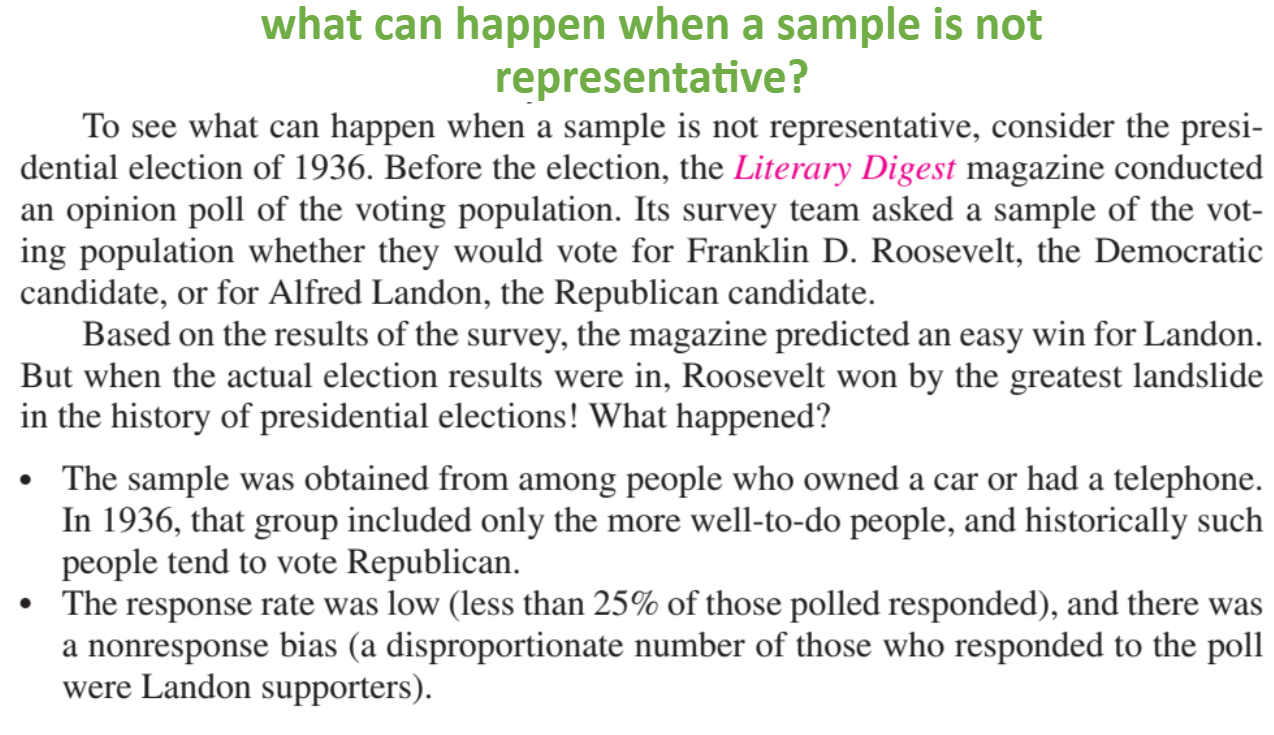 what can happen when a sample is not
representative?
To see what can happen when a sample is not representative, consider the presi-
dential election of 1936. Before the election, the Literary Digest magazine conducted
an opinion poll of the voting population. Its survey team asked a sample of the vot-
ing population whether they would vote for Franklin D. Roosevelt, the Democratic
candidate, or for Alfred Landon, the Republican candidate.
Based on the results of the survey, the magazine predicted an easy win for Landon.
But when the actual election results were in, Roosevelt won by the greatest landslide
in the history of presidential elections! What happened?
• The sample was obtained from among people who owned a car or had a telephone.
In 1936, that group included only the more well-to-do people, and historically such
people tend to vote Republican.
• The response rate was low (less than 25% of those polled responded), and there was
a nonresponse bias (a disproportionate number of those who responded to the poll
were Landon supporters).